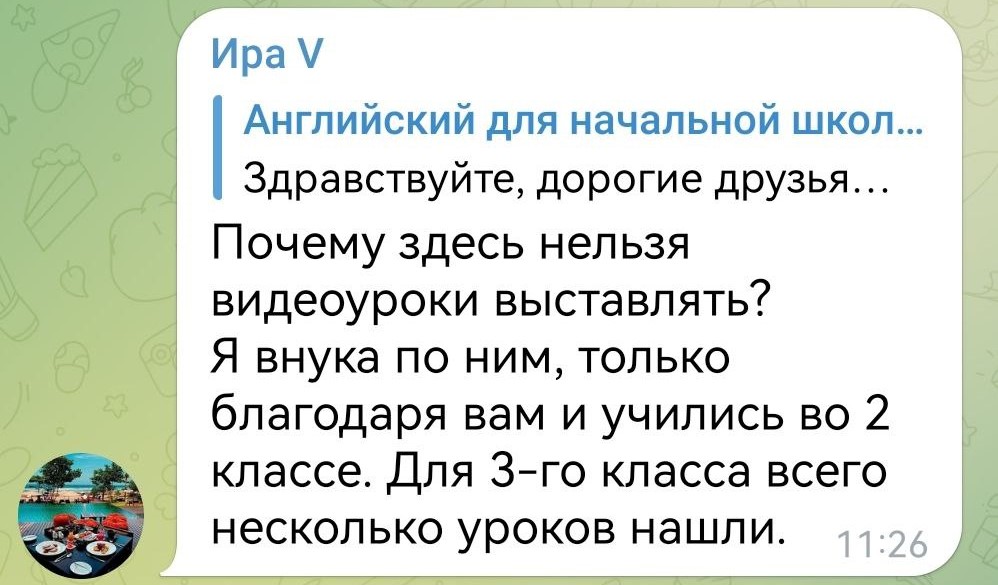 Ира V
Английский для начальной школ...
Здравствуйте, дорогие друзья...
Почему здесь нельзя
видеоуроки выставлять?
Я внука по ним, только
благодаря вам и учились во 2
классе. Для 3-го класса всего
несколько уроков нашли.
11:26